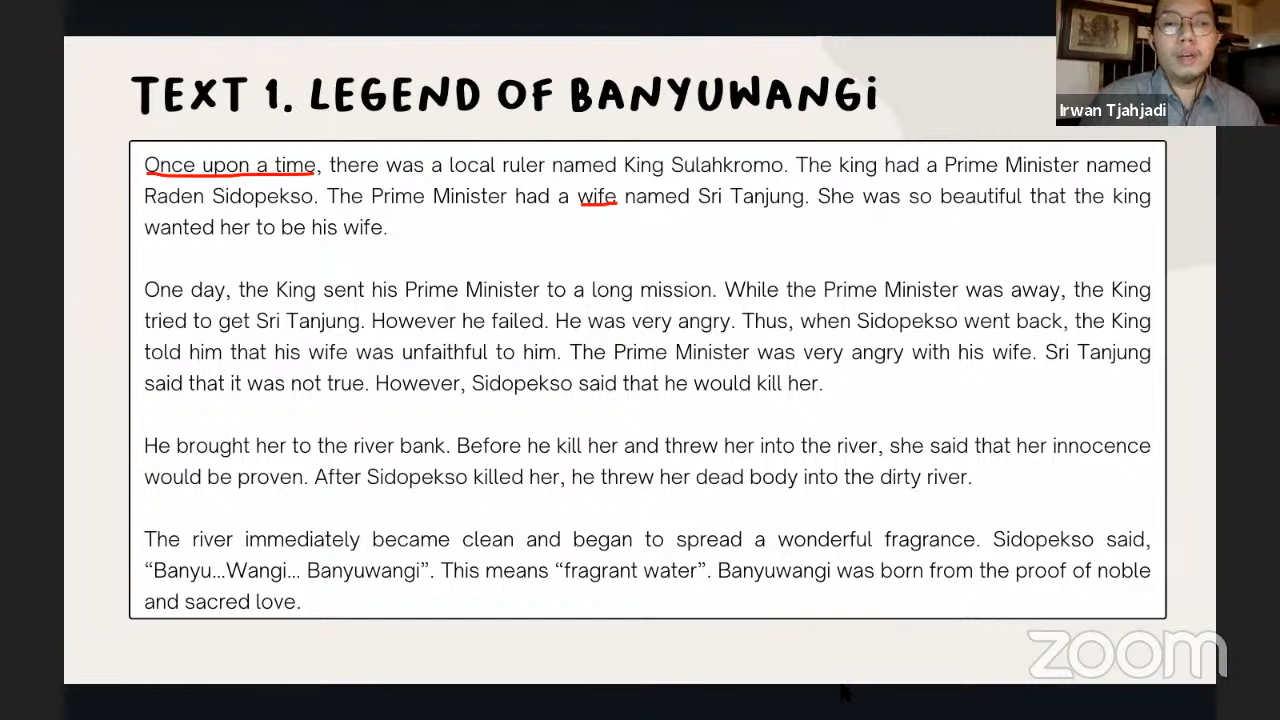 TEXT 1. LEGEND OF BANYUWANGi
Irwan Tjahjadi
Once upon a time, there was a local ruler named King Sulahkromo. The king had a Prime Minister named
Raden Sidopekso. The Prime Minister had a wife named Sri Tanjung. She was so beautiful that the king
wanted her to be his wife.
One day, the King sent his Prime Minister to a long mission. While the Prime Minister was away, the King
tried to get Sri Tanjung. However he failed. He was very angry. Thus, when Sidopekso went back, the King
told him that his wife was unfaithful to him. The Prime Minister was very angry with his wife. Sri Tanjung
said that it was not true. However, Sidopekso said that he would kill her.
He brought her to the river bank. Before he kill her and threw her into the river, she said that her innocence
would be proven. After Sidopekso killed her, he threw her dead body into the dirty river.
The river immediately became clean and began to spread a wonderful fragrance. Sidopekso said,
“Banyu...Wangi... Banyuwangi”. This means “fragrant water”. Banyuwangi was born from the proof of noble
and sacred love.
zoom